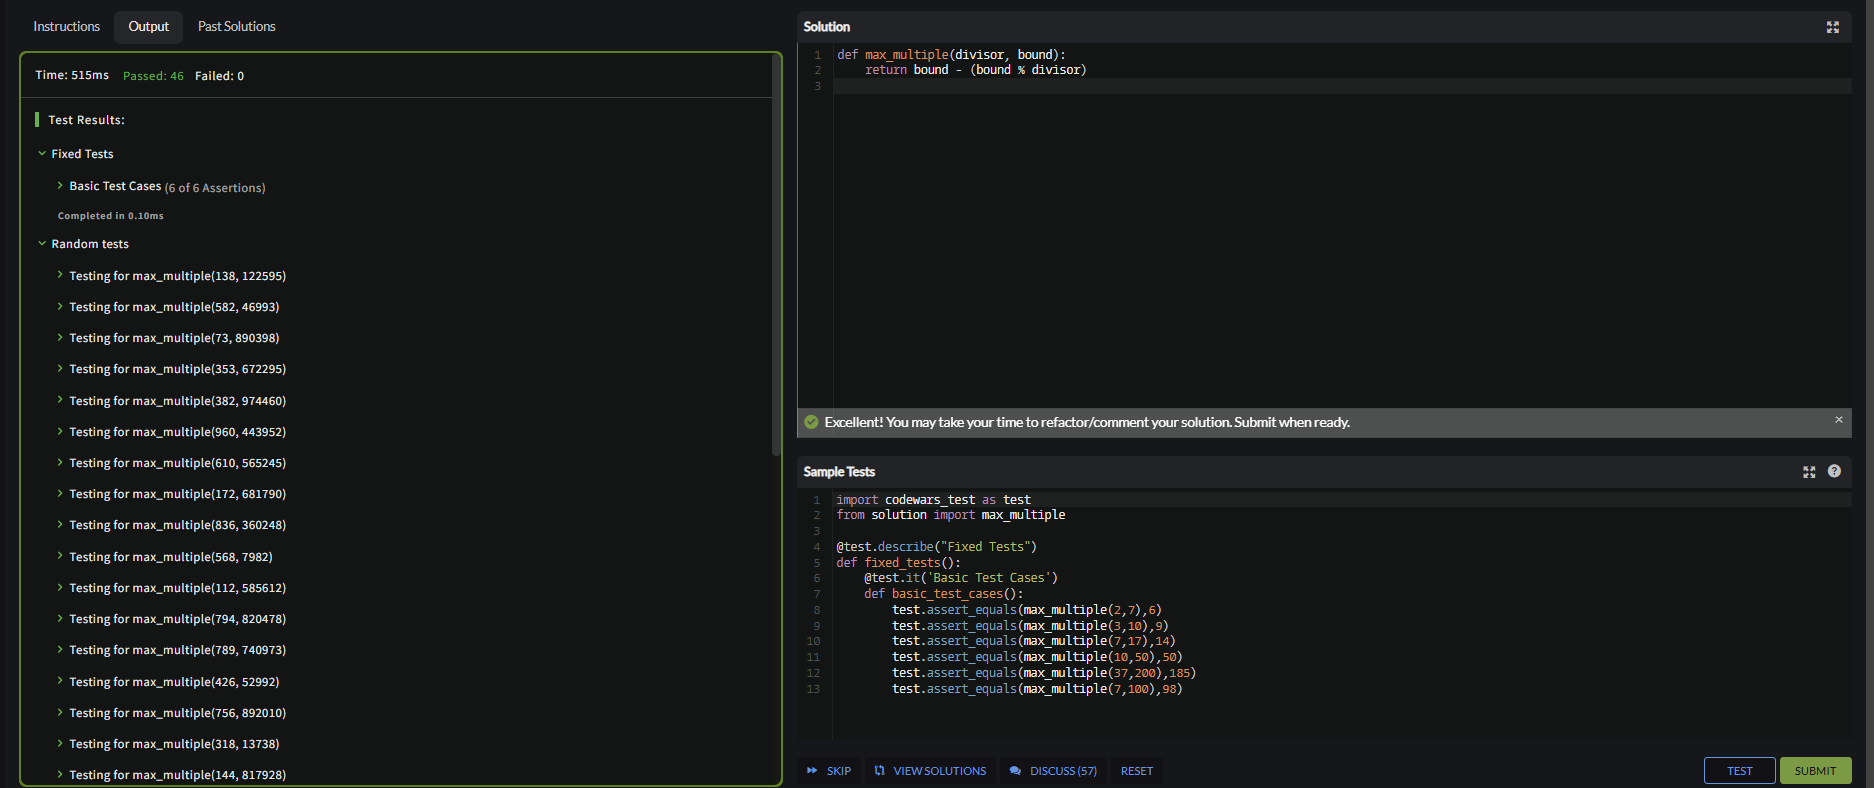 Instructions Output Past Solutions
Time: 515ms Passed: 46 Failed: 0
Test Results:
Fixed Tests
Basic Test Cases (6 of 6 Assertions)
Completed in 0.10ms
Random tests
Testing for max_multiple(138, 122595)
Testing for max_multiple(582, 46993)
Testing for max_multiple(73, 890398)
Testing for max_multiple(353, 672295)
Testing for max_multiple(382, 974460)
Testing for max_multiple(960, 443952)
Testing for max_multiple(610, 565245)
Testing for max_multiple(172, 681790)
Testing for max_multiple(836, 360248)
Testing for max_multiple(568, 7982)
Testing for max_multiple(112, 585612)
Testing for max_multiple(794, 820478)
Testing for max_multiple(789, 740973)
Testing for max_multiple(426, 52992)
Testing for max_multiple(756, 892010)
Testing for max_multiple(318, 13738)
Testing for max_multiple(144, 817928)
Solution
1 def max_multiple(divisor, bound):
2     return bound - (bound % divisor)
3
Excellent! You may take your time to refactor/comment your solution. Submit when ready.
Sample Tests
1 import codewars_test as test
2 from solution import max_multiple
3
4 @test.describe("Fixed Tests")
5 def fixed_tests():
6     @test.it('Basic Test Cases')
7     def basic_test_cases():
8         test.assert_equals(max_multiple(2,7),6)
9         test.assert_equals(max_multiple(3,10),9)
10         test.assert_equals(max_multiple(7,17),14)
11         test.assert_equals(max_multiple(10,50),50)
12         test.assert_equals(max_multiple(37,200),185)
13         test.assert_equals(max_multiple(7,100),98)
SKIP VIEW SOLUTIONS DISCUSS (57) RESET TEST SUBMIT